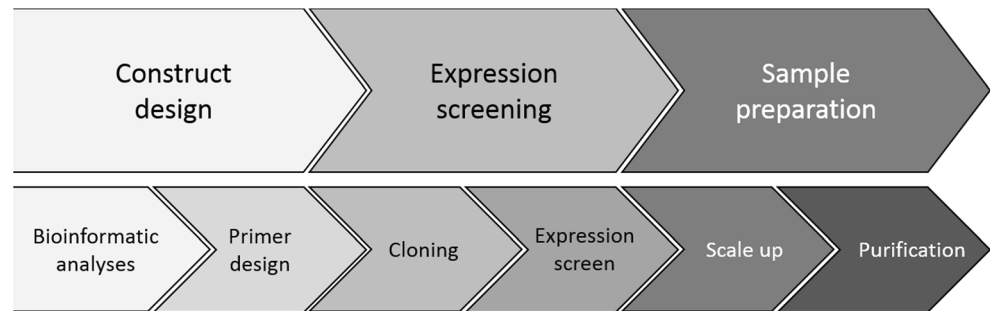 Construct
design
Expression
screening
Sample
preparation
Bioinformatic
analyses
Primer
design
Cloning
Expression
screen
Scale up
Purification